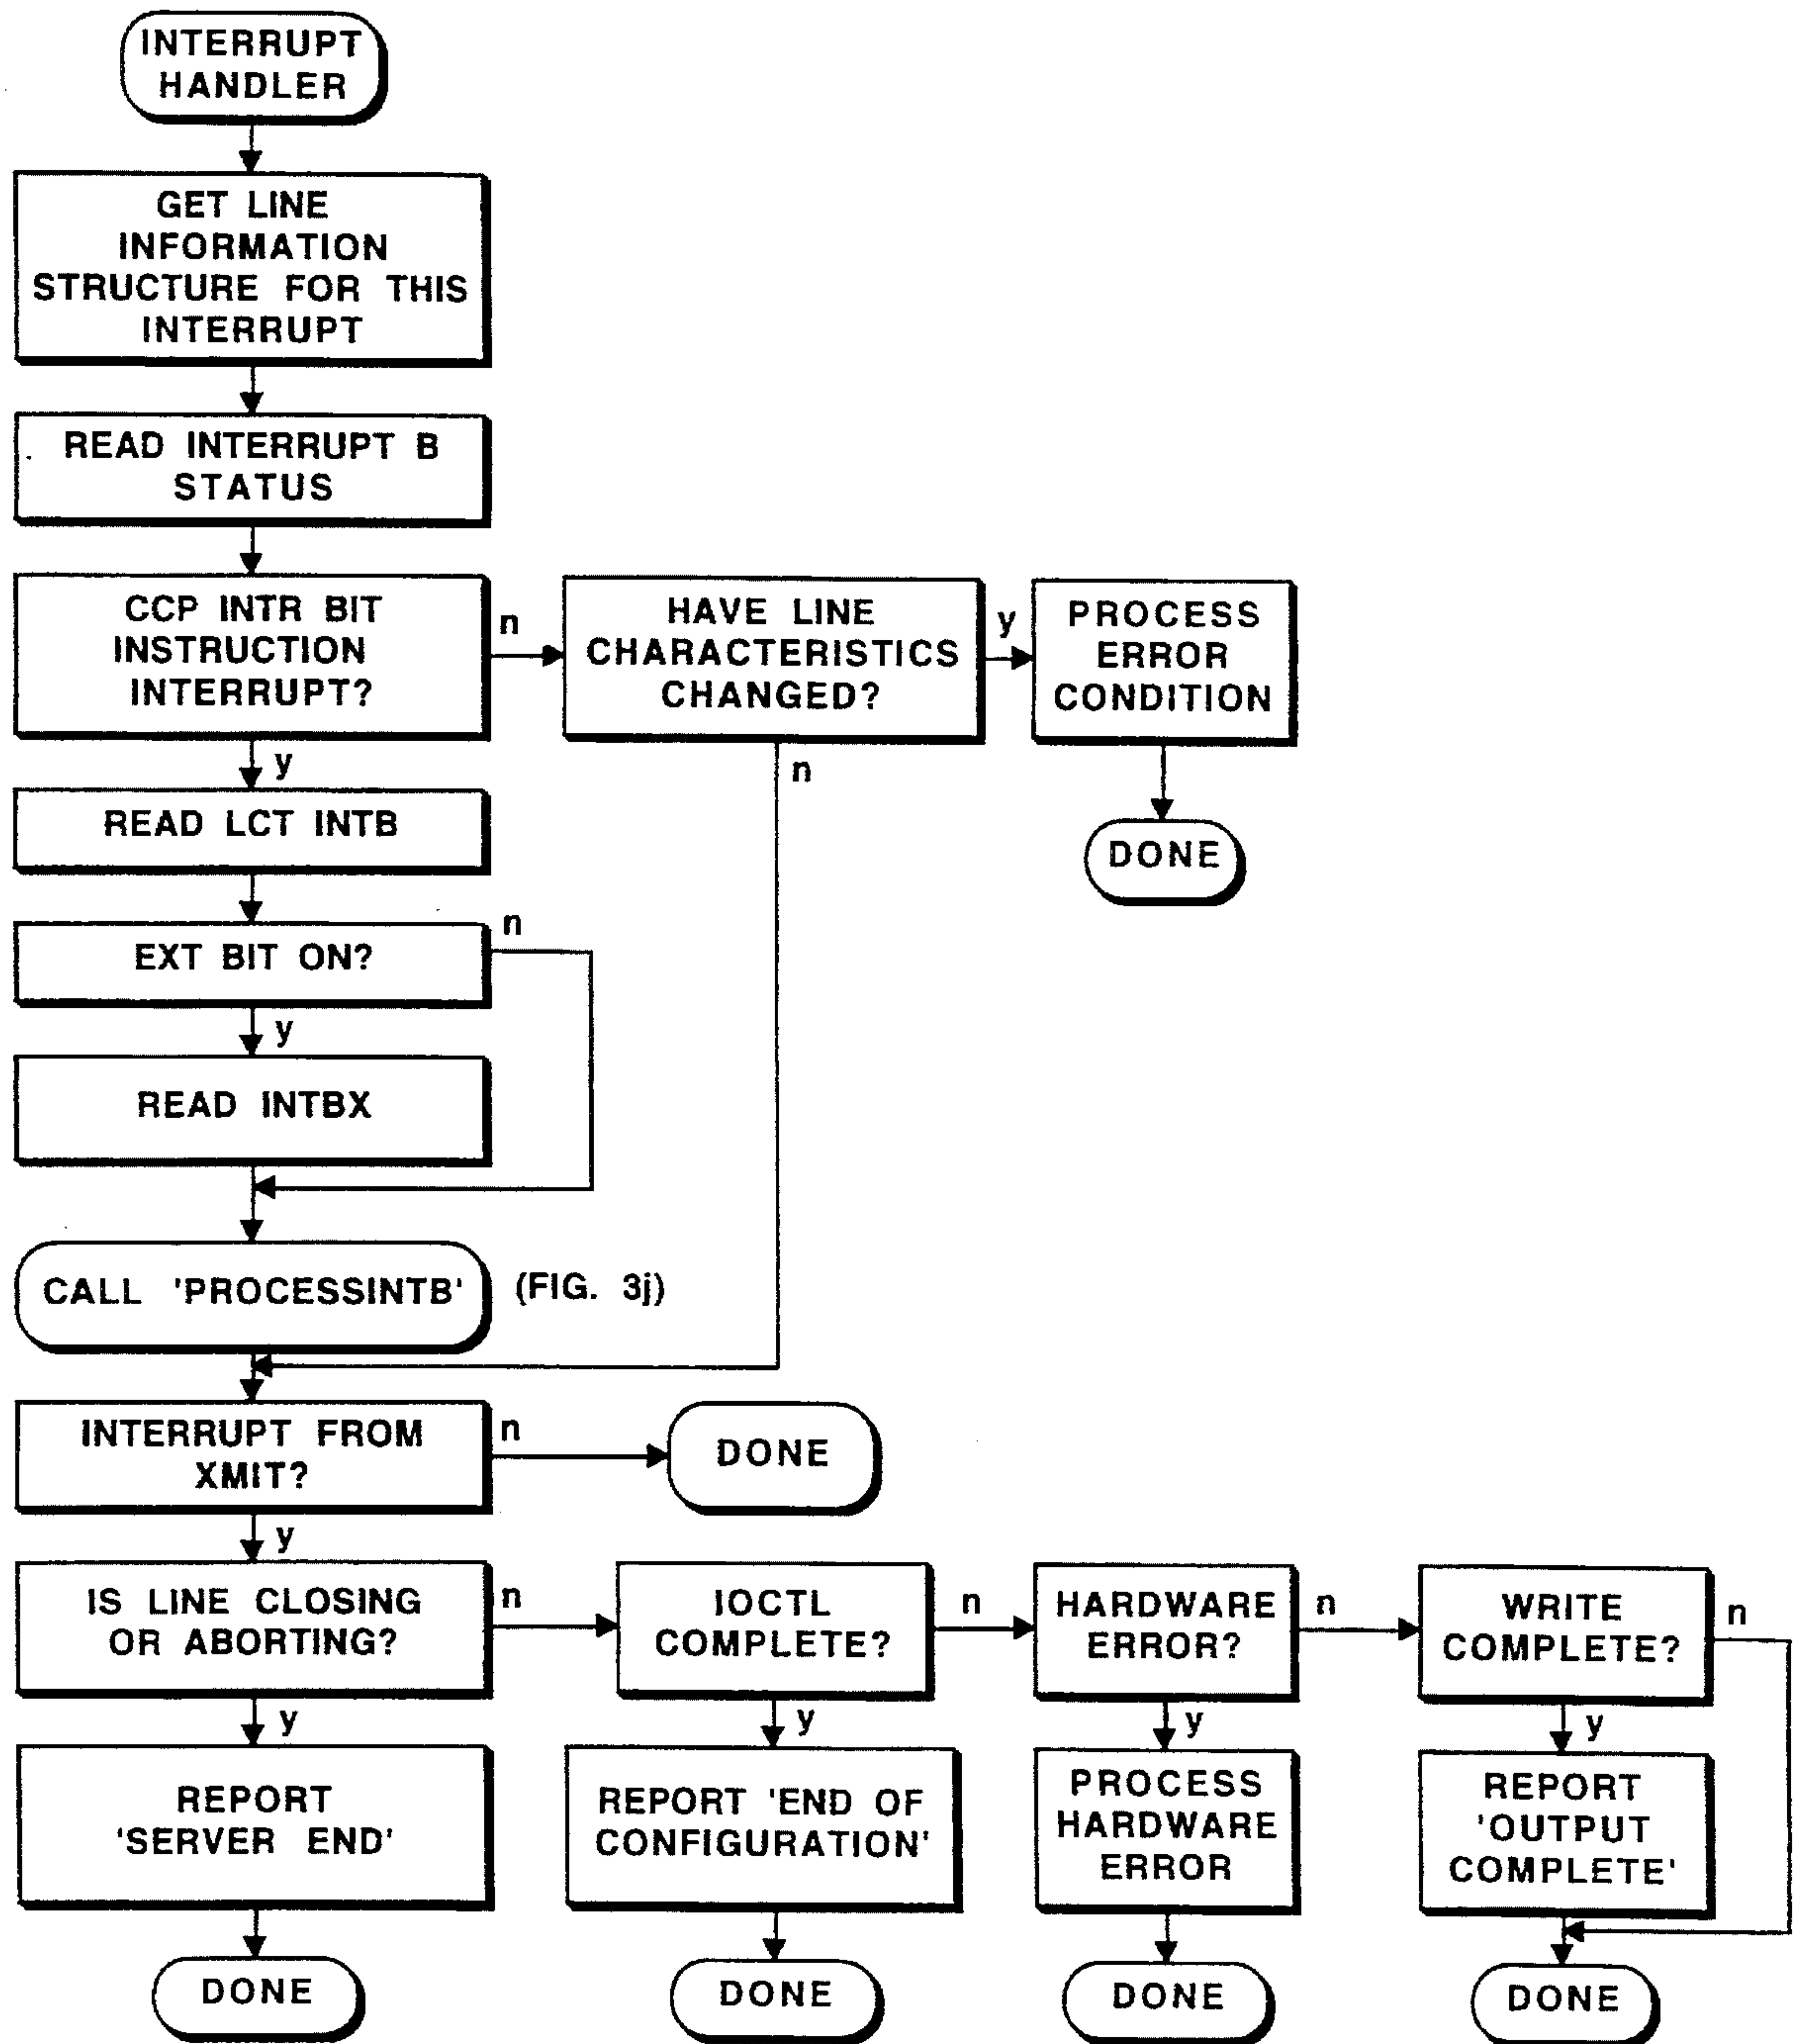 INTERRUPT
HANDLER
GET LINE
INFORMATION
STRUCTURE FOR THIS
INTERRUPT
READ INTERRUPT B
STATUS
CCP INTR BIT
INSTRUCTION
INTERRUPT?
n
HAVE LINE
CHARACTERISTICS
CHANGED?
y
PROCESS
ERROR
CONDITION
y
n
READ LCT INTB
DONE
EXT BIT ON?
n
y
READ INTBX
CALL 'PROCESSINTB'
(FIG. 3j)
INTERRUPT FROM
XMIT?
n
DONE
y
IS LINE CLOSING
OR ABORTING?
n
IOCTL
COMPLETE?
n
HARDWARE
ERROR?
n
WRITE
COMPLETE?
n
y
y
y
y
REPORT
'SERVER END'
REPORT 'END OF
CONFIGURATION'
PROCESS
HARDWARE
ERROR
REPORT
'OUTPUT
COMPLETE'
DONE
DONE
DONE
DONE